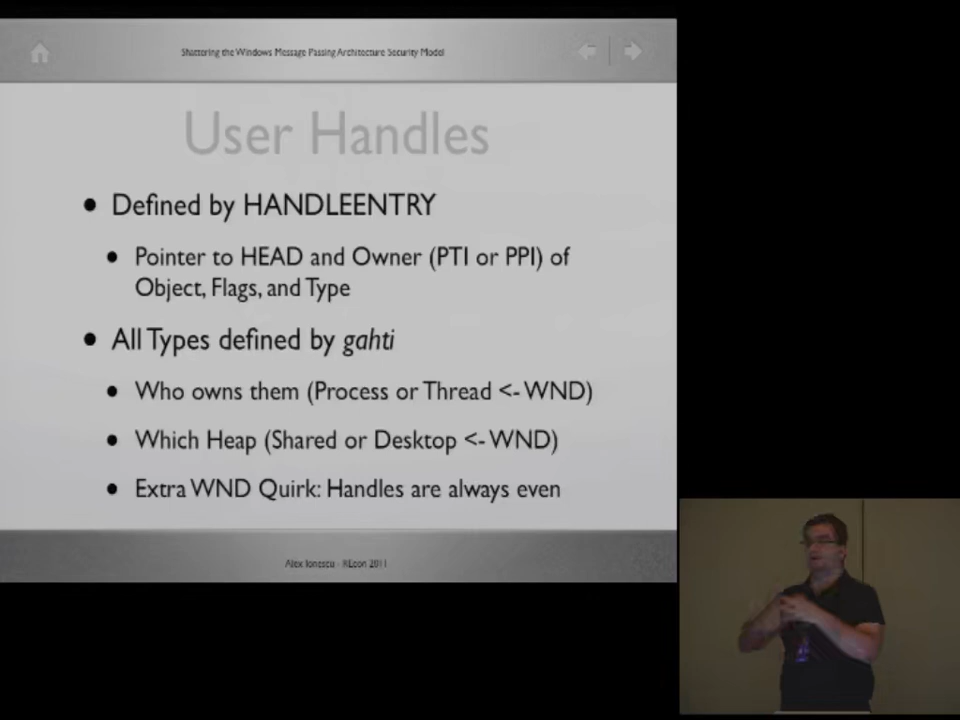 Shattering the Windows Message Passing Architecture Security Model
User Handles
• Defined by HANDLEENTRY
• Pointer to HEAD and Owner (PTI or PPI) of
Object, Flags, and Type
• All Types defined by gahti
• Who owns them (Process or Thread <- WND)
• Which Heap (Shared or Desktop <- WND)
• Extra WND Quirk: Handles are always even
Alex Ionescu - REcon 2011